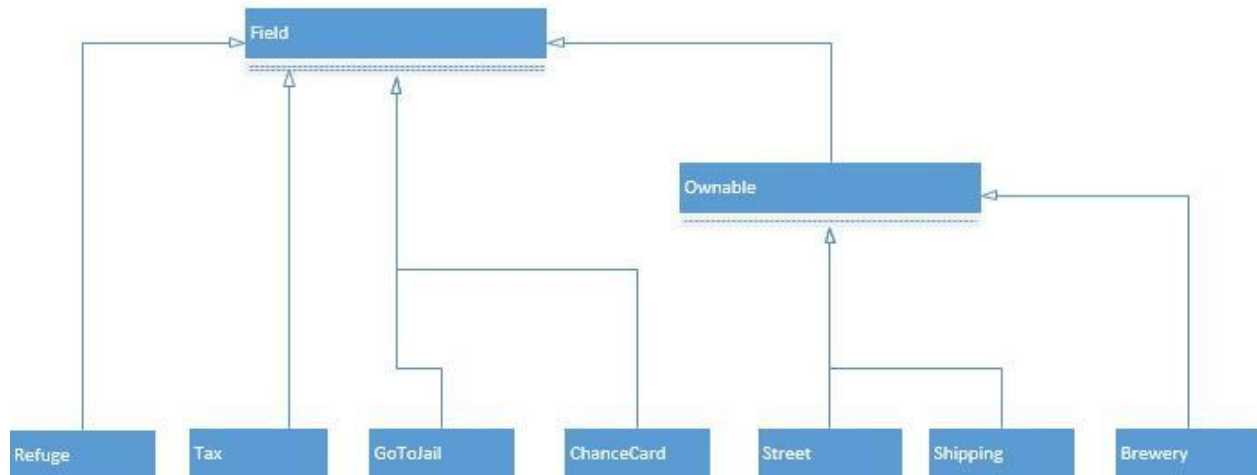 Field
Ownable
Refuge
Tax
GoToJail
ChanceCard
Street
Shipping
Brewery